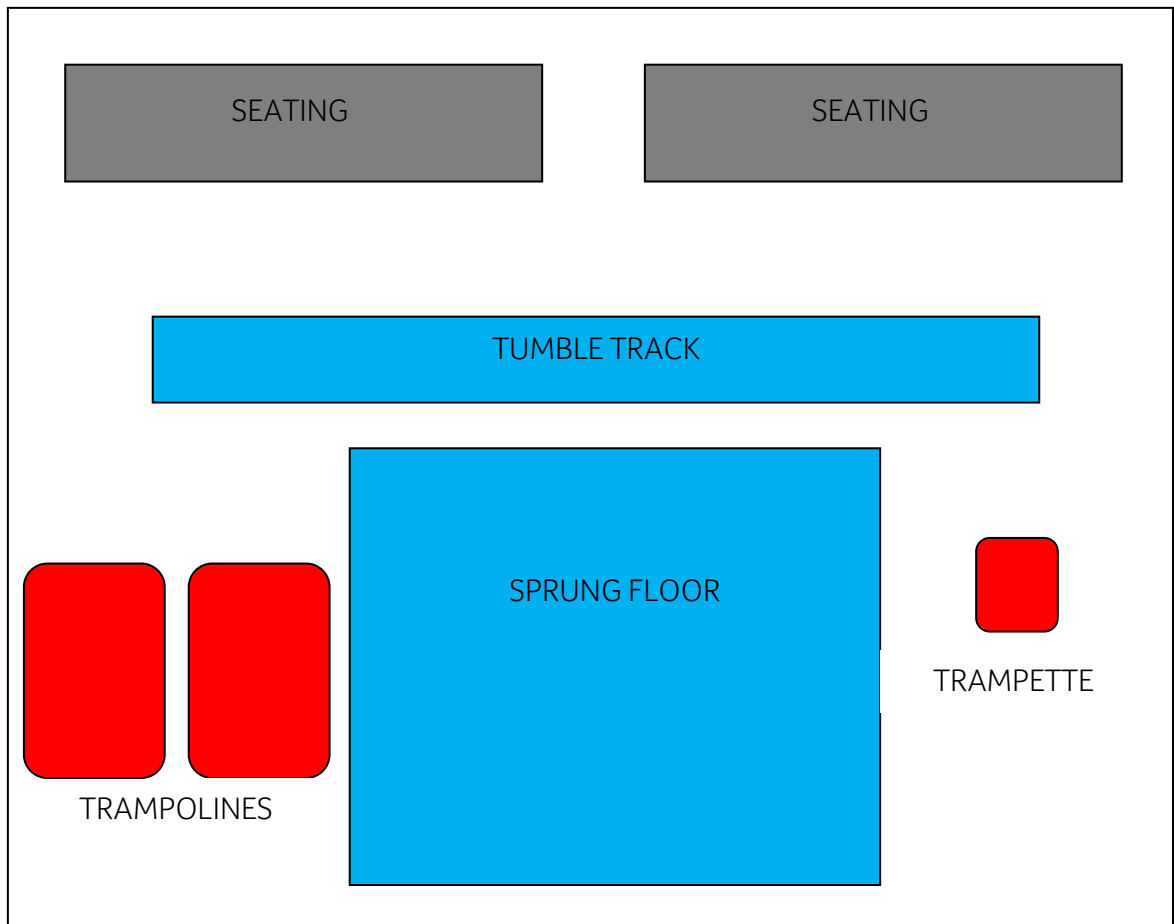 SEATING
SEATING
TUMBLE TRACK
SPRUNG FLOOR
TRAMPETTE
TRAMPOLINES